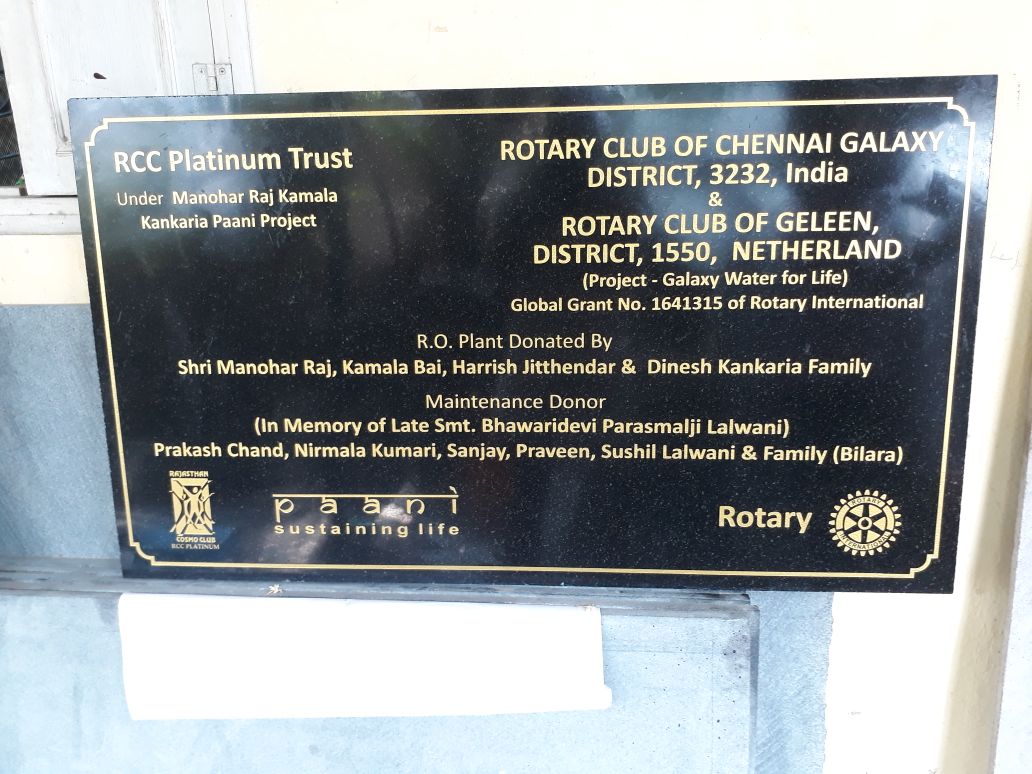 RCC Platinum Trust
Under Manohar Raj Kamala
Kankaria Paani Project
ROTARY CLUB OF CHENNAI GALAXY
DISTRICT, 3232, India
&
ROTARY CLUB OF GELEEN,
DISTRICT, 1550, NETHERLAND
(Project - Galaxy Water for Life)
Global Grant No. 1641315 of Rotary International
R.O. Plant Donated By
Shri Manohar Raj, Kamala Bai, Harrish Jitthendar & Dinesh Kankaria Family
Maintenance Donor
(In Memory of Late Smt. Bhawaridevi Parasmalji Lalwani)
Prakash Chand, Nirmala Kumari, Sanjay, Praveen, Sushil Lalwani & Family (Bilara)
RAJASTHAN
COSMO CLUB
RCC PLATINUM
paani
sustaining life
Rotary
ROTARY
INTERNATIONAL